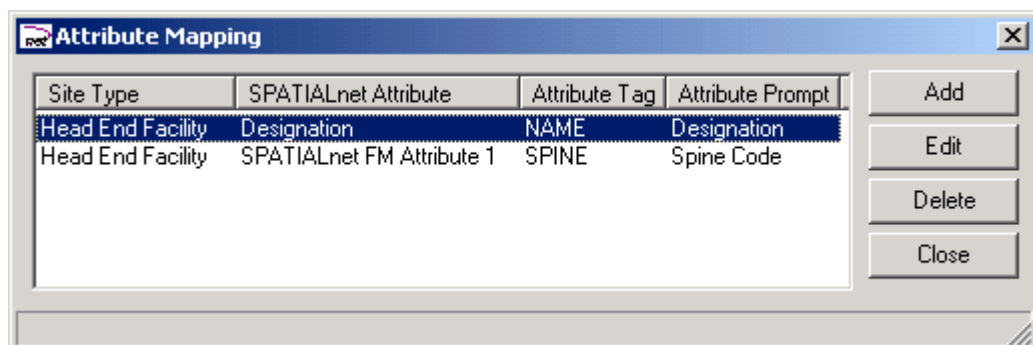 Attribute Mapping
Site Type SPATIALnet Attribute Attribute Tag Attribute Prompt
Head End Facility Designation NAME Designation
Head End Facility SPATIALnet FM Attribute 1 SPINE Spine Code
Add
Edit
Delete
Close